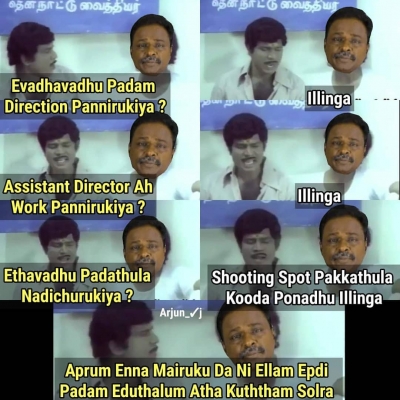 தென்நாட்டு வைத்தியர்
Evadhavadhu Padam
Direction Pannirukiya ?
Illinga
Assistant Director Ah
Work Pannirukiya ?
Illinga
Ethavadhu Padathula
Nadichurukiya ?
Shooting Spot Pakkathula
Kooda Ponadhu Illinga
Arjun_✓j
Aprum Enna Mairuku Da Ni Ellam Epdi
Padam Eduthalum Atha Kuththam Solra